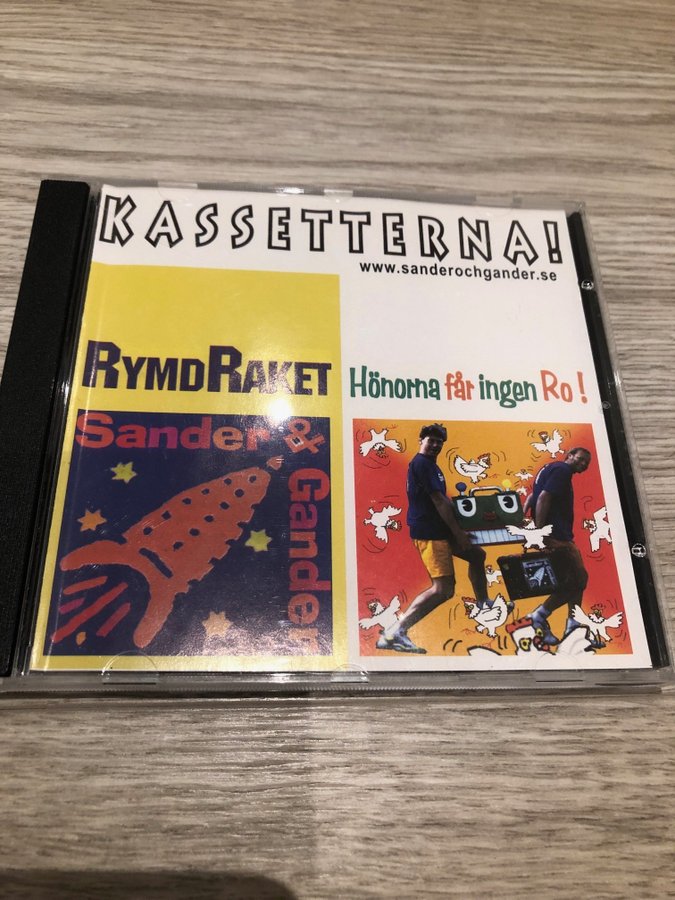 KASSETTERNA!
www.sanderochgander.se
RYMDRAKET
Hönorna får ingen Ro!
Sander & Gander